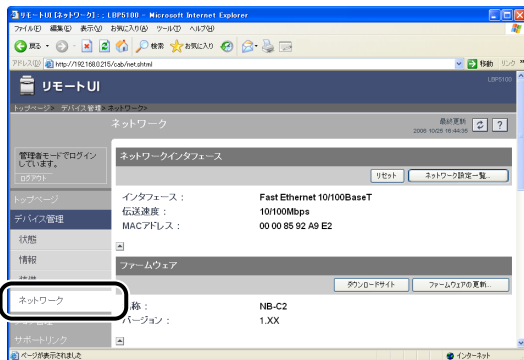 リモートUI [ネットワーク] : : LBP5100 - Microsoft Internet Explorer
ファイル(F) 編集(E) 表示(V) お気に入り(A) ツール(T) ヘルプ(H)
戻る 検索 お気に入り
アドレス(D) http://192.168.0.215/cab/net.shtml 移動 リンク
リモートUI LBP5100
トップページ> デバイス管理> ネットワーク>
ネットワーク 最終更新
2006 10/25 16:44:35
管理者モードでログインしています。
ログアウト
トップページ
デバイス管理
状態
情報
ネットワーク
サポートリンク
ネットワークインタフェース
リセット ネットワーク設定一覧...
インタフェース: Fast Ethernet 10/100BaseT
伝送速度: 10/100Mbps
MACアドレス: 00 00 85 92 A9 E2
ファームウェア
ダウンロードサイト ファームウェアの更新...
称: NB-C2
バージョン: 1.XX
ページが表示されました インターネット